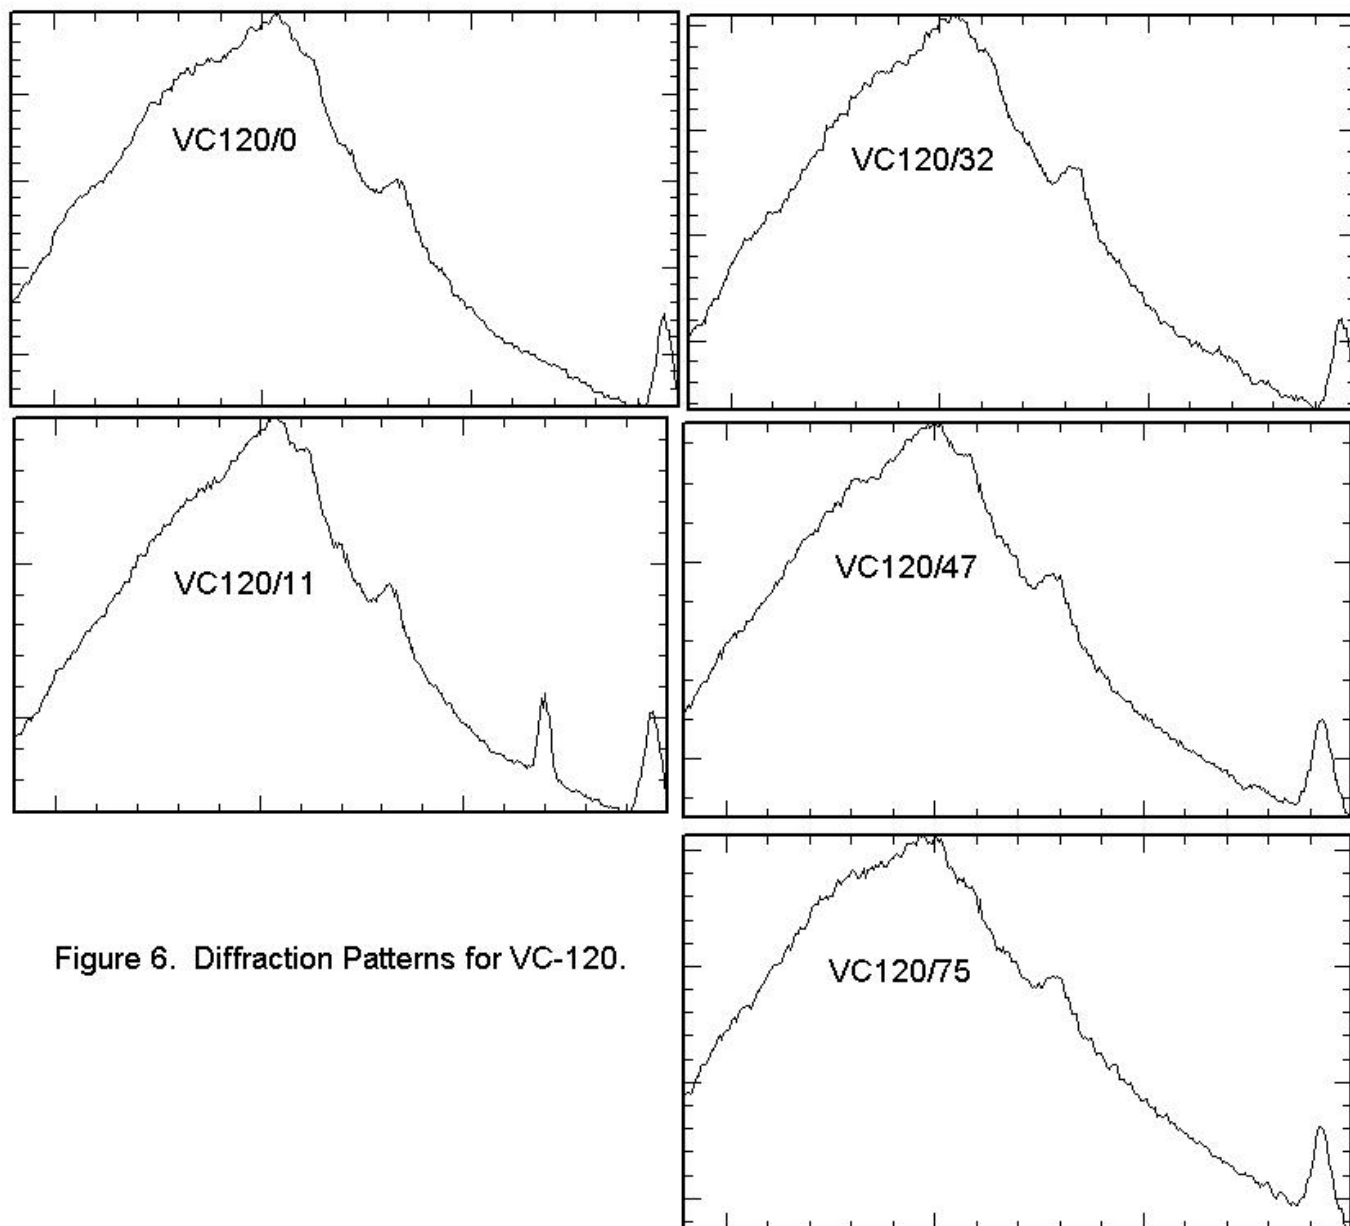 VC120/0
VC120/32
VC120/11
VC120/47
Figure 6.  Diffraction Patterns for VC-120.
VC120/75